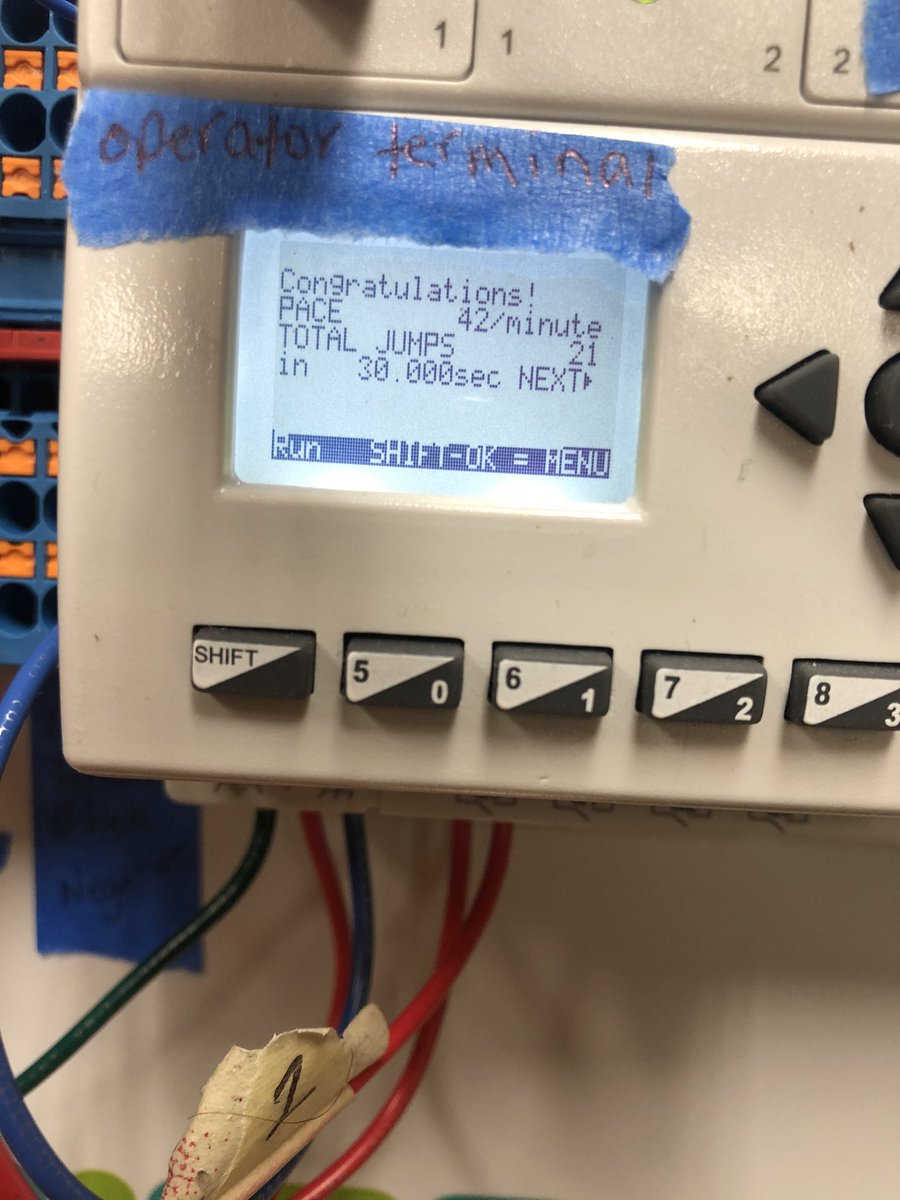 1 1 2 2
operator terminal
Congratulations!
PACE 42/minute
TOTAL JUMPS 21
in 30.000sec NEXT▸
Run SHIFT-OK = MENU
SHIFT 5 0 6 1 7 2 8 3
1